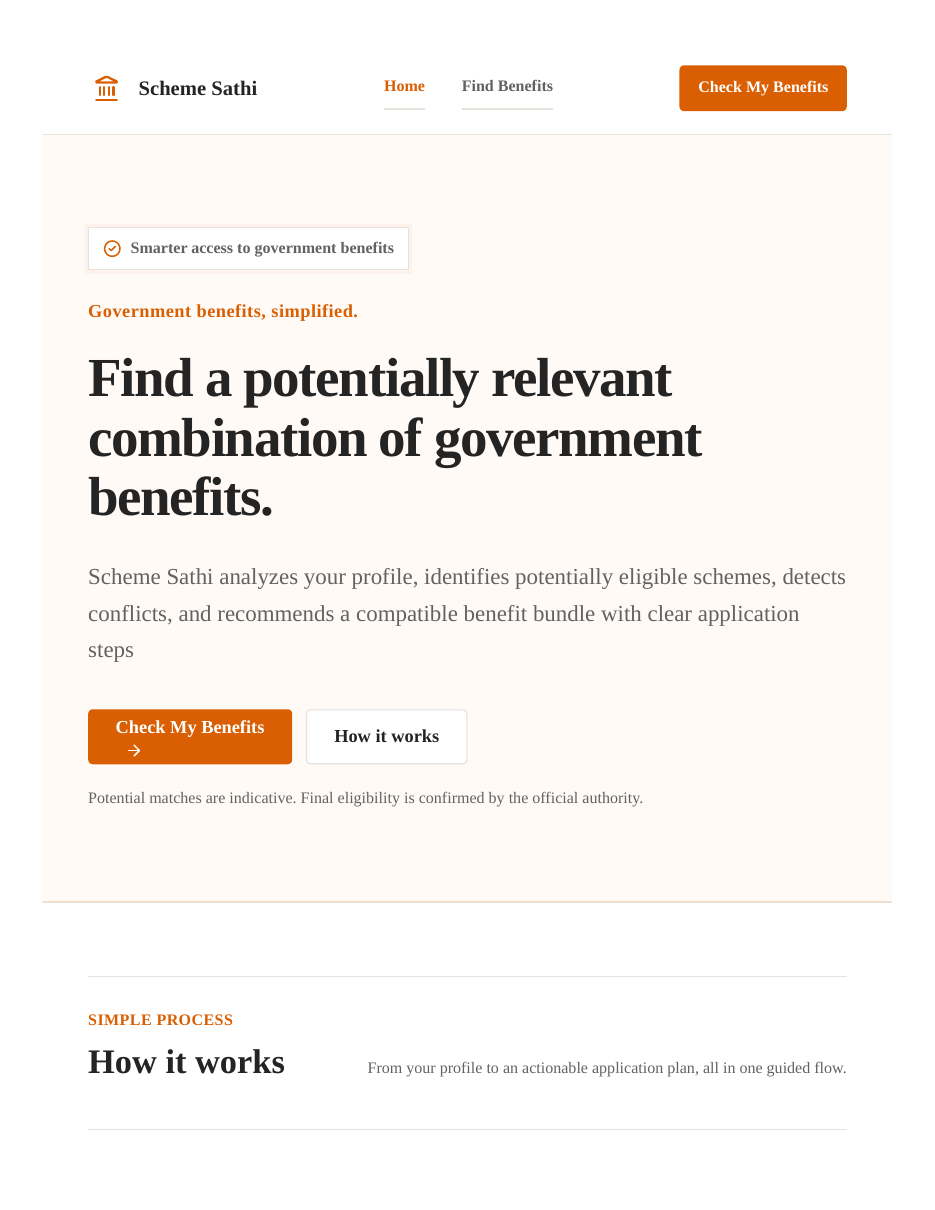 Scheme Sathi
Home
Find Benefits
Check My Benefits
Smarter access to government benefits
Government benefits, simplified.
Find a potentially relevant
combination of government
benefits.
Scheme Sathi analyzes your profile, identifies potentially eligible schemes, detects
conflicts, and recommends a compatible benefit bundle with clear application
steps
Check My Benefits
How it works
Potential matches are indicative. Final eligibility is confirmed by the official authority.
SIMPLE PROCESS
How it works
From your profile to an actionable application plan, all in one guided flow.